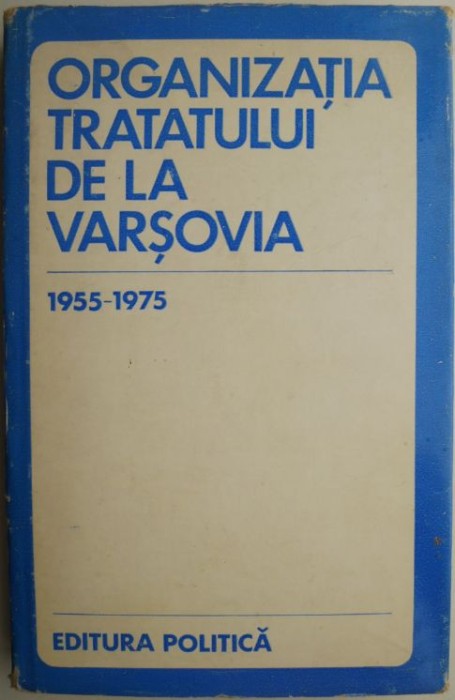 ORGANIZAȚIA
TRATATULUI
DE LA
VARȘOVIA
1955-1975
EDITURA POLITICĂ